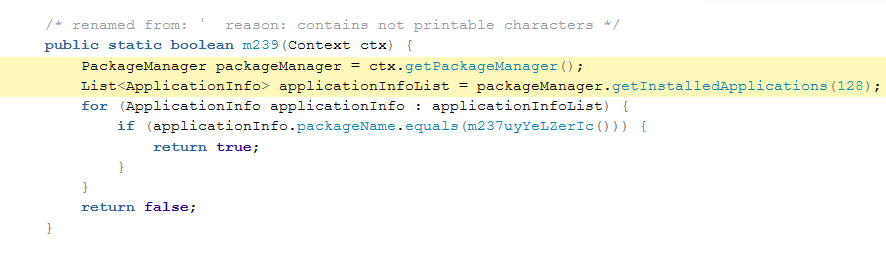 /* renamed from: ʿ  reason: contains not printable characters */
public static boolean m239(Context ctx) {
PackageManager packageManager = ctx.getPackageManager();
List<ApplicationInfo> applicationInfoList = packageManager.getInstalledApplications(128);
for (ApplicationInfo applicationInfo : applicationInfoList) {
if (applicationInfo.packageName.equals(m237uyYeLZerIc())) {
return true;
}
}
return false;
}